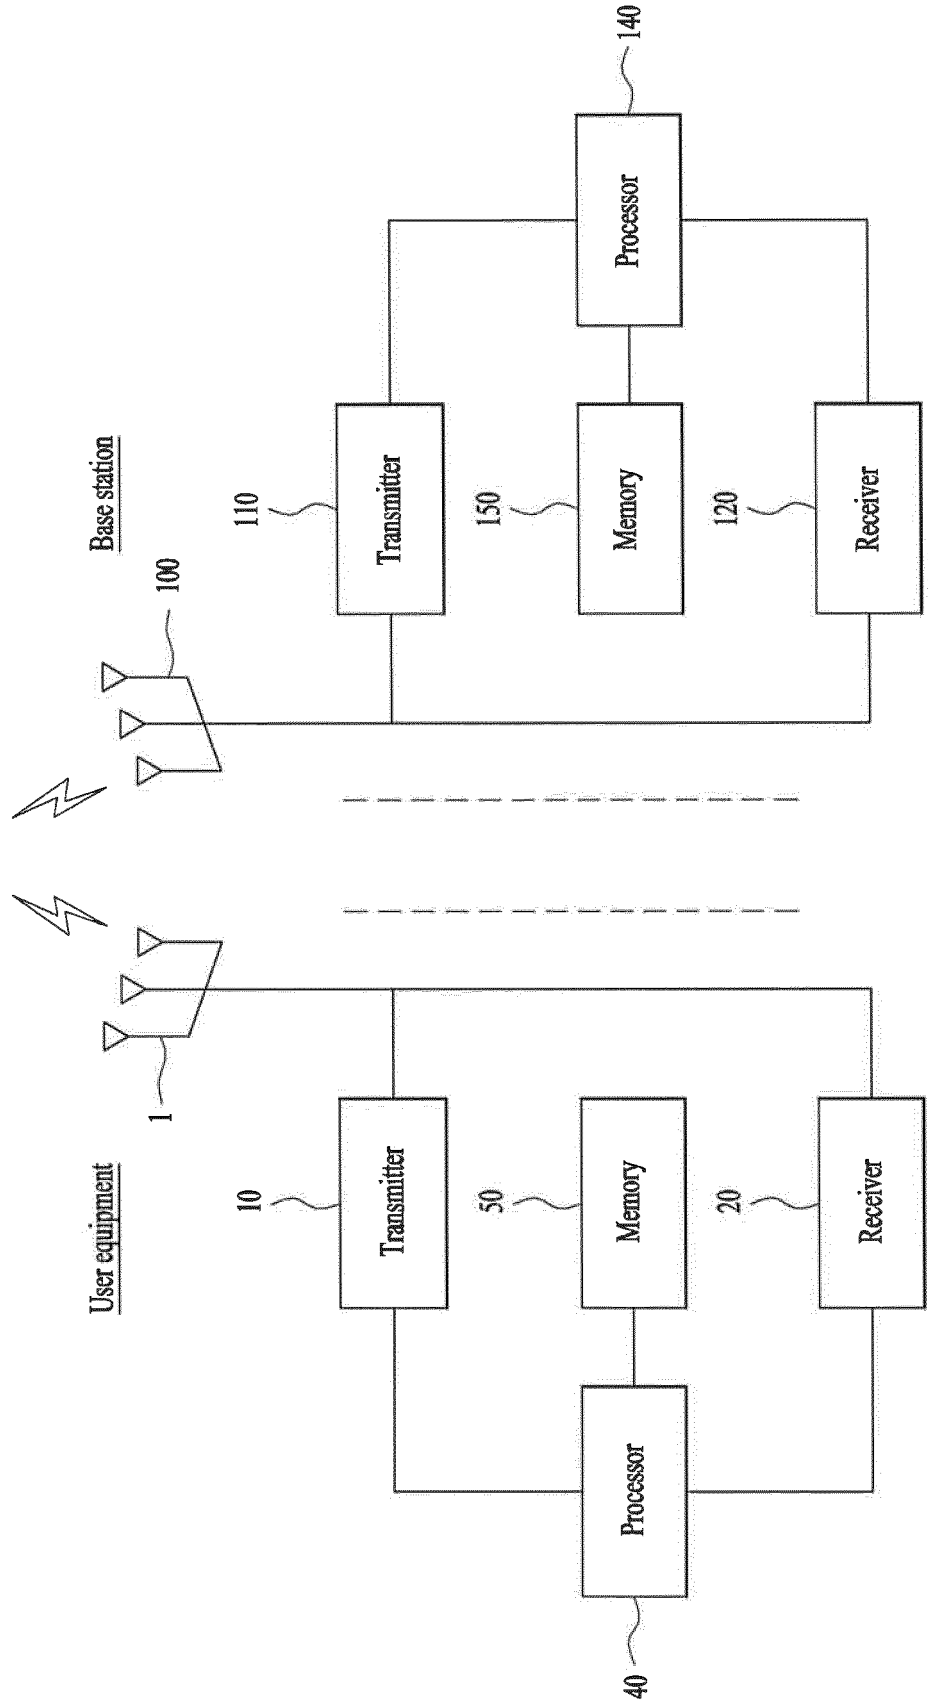 User equipment
Base station
1
100
10
110
Transmitter
Transmitter
40
50
150
140
Processor
Memory
Memory
Processor
20
120
Receiver
Receiver